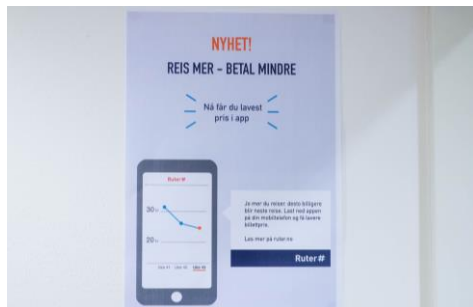 NYHET!
REIS MER – BETAL MINDRE
Nå får du lavest
pris i app
Ruter#
30
20
Jo mer du reiser, desto billigere
blir neste reise. Last ned appen
på din mobiltelefon og få lavere
billettpris.
Les mer på ruter.no
Ruter#